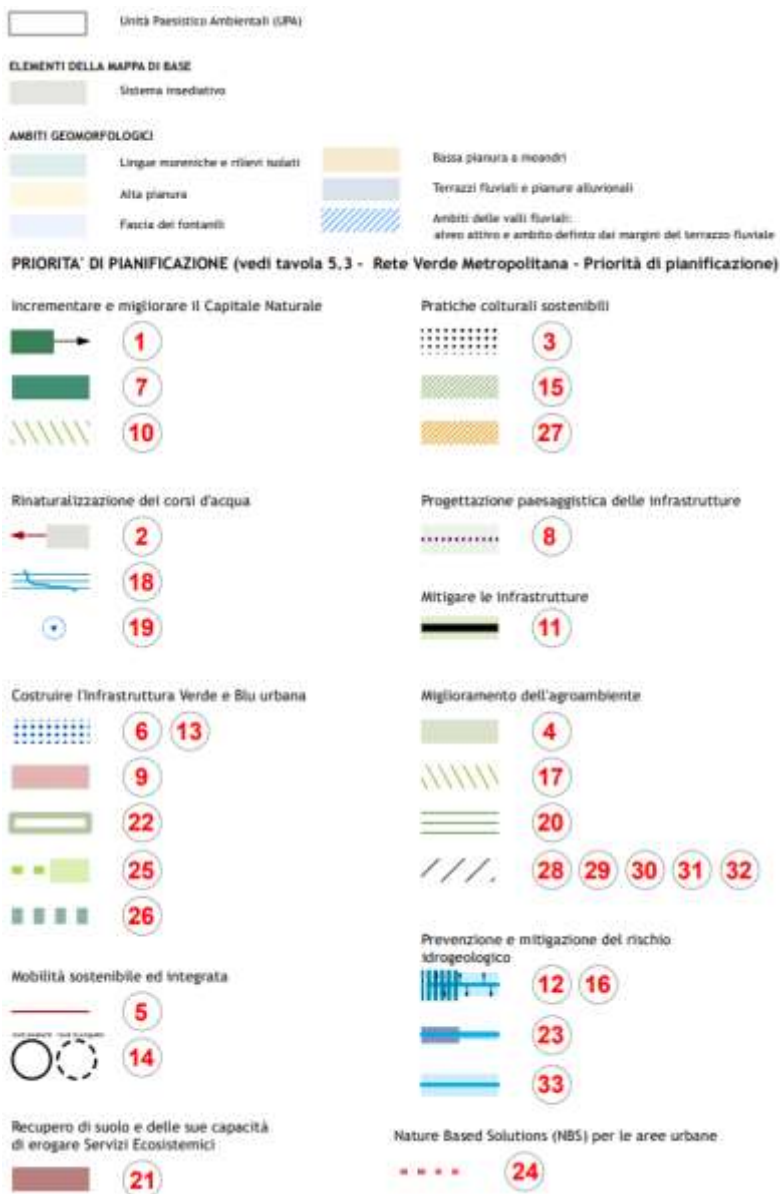 Unità Paesistico Ambientali (UPA)
ELEMENTI DELLA MAPPA DI BASE
Sistema insediativo
AMBITI GEOMORFOLOGICI
Lingue moreniche e rilievi isolati
Bassa pianura a meandri
Alta pianura
Terrazzi fluviali e pianure alluvionali
Fascia dei fontanili
Ambiti delle valli fluviali:
alveo attivo e ambito definto dai margini del terrazzo fluviale
PRIORITA' DI PIANIFICAZIONE (vedi tavola 5.3 - Rete Verde Metropolitana - Priorità di pianificazione)
Incrementare e migliorare il Capitale Naturale
1
7
10
Pratiche colturali sostenibili
3
15
27
Rinaturalizzazione dei corsi d'acqua
2
18
19
Progettazione paesaggistica delle infrastrutture
8
Mitigare le infrastrutture
11
Costruire l'Infrastruttura Verde e Blu urbana
6 13
9
22
25
26
Miglioramento dell'agroambiente
4
17
20
28 29 30 31 32
Mobilità sostenibile ed integrata
5
14
Prevenzione e mitigazione del rischio
idrogeologico
12 16
23
33
Recupero di suolo e delle sue capacità
di erogare Servizi Ecosistemici
21
Nature Based Solutions (NBS) per le aree urbane
24